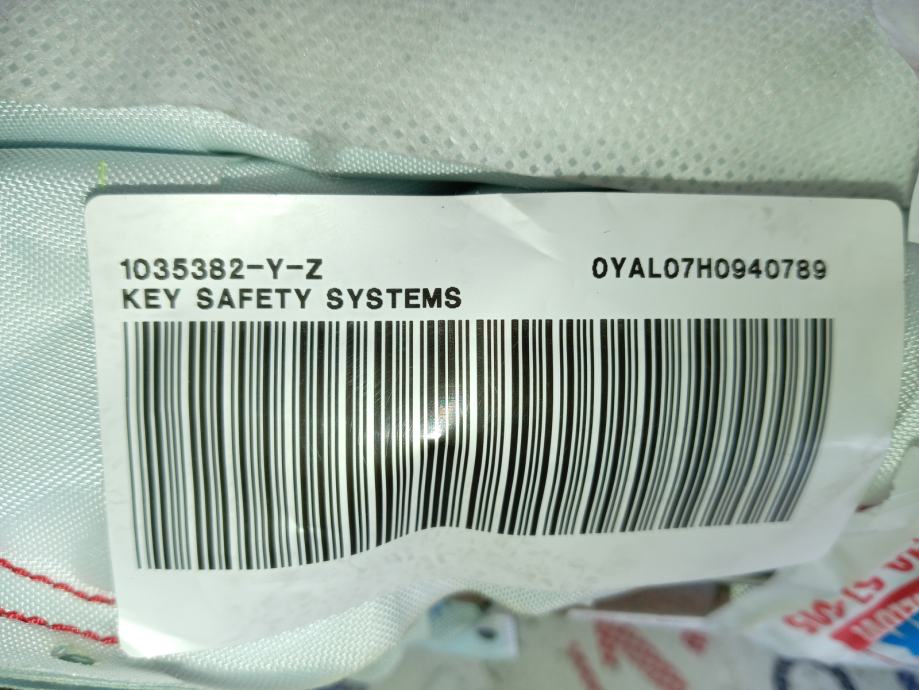 1035382-Y-Z 0YAL07H0940789
KEY SAFETY SYSTEMS